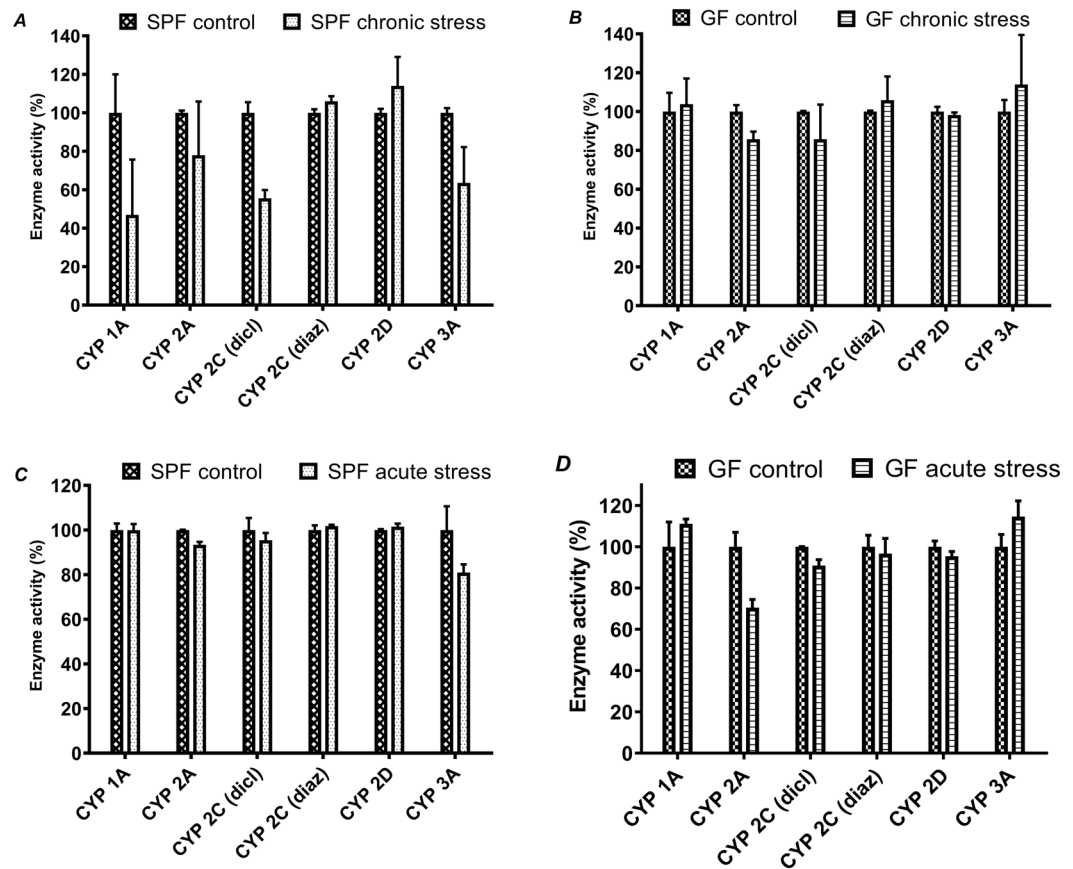 A
SPF control SPF chronic stress
Enzyme activity (%)
140
120
100
80
60
40
20
0
CYP 1A
CYP 2A
CYP 2C (dicl)
CYP 2C (diaz)
CYP 2D
CYP 3A
B
GF control GF chronic stress
Enzyme activity (%)
140
120
100
80
60
40
20
0
CYP 1A
CYP 2A
CYP 2C (dicl)
CYP 2C (diaz)
CYP 2D
CYP 3A
C
SPF control SPF acute stress
Enzyme activity (%)
120
100
80
60
40
20
0
CYP 1A
CYP 2A
CYP 2C (dicl)
CYP 2C (diaz)
CYP 2D
CYP 3A
D
GF control GF acute stress
Enzyme activity (%)
120
100
80
60
40
20
0
CYP 1A
CYP 2A
CYP 2C (dicl)
CYP 2C (diaz)
CYP 2D
CYP 3A